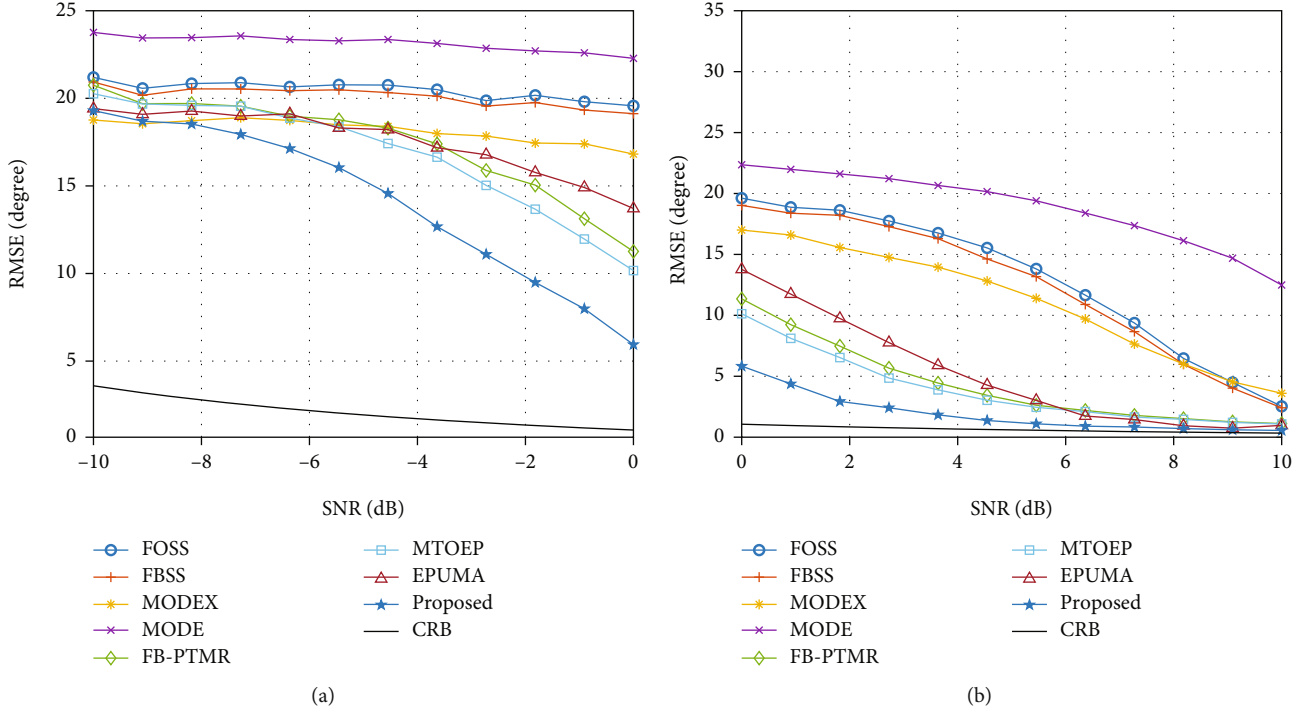 25
20
15
10
5
0
RMSE (degree)
–10
–8
–6
–4
–2
0
SNR (dB)
FOSS
FBSS
MODEX
MODE
FB-PTMR
MTOEP
EPUMA
Proposed
CRB
(a)
35
30
25
20
15
10
5
0
RMSE (degree)
0
2
4
6
8
10
SNR (dB)
FOSS
FBSS
MODEX
MODE
FB-PTMR
MTOEP
EPUMA
Proposed
CRB
(b)